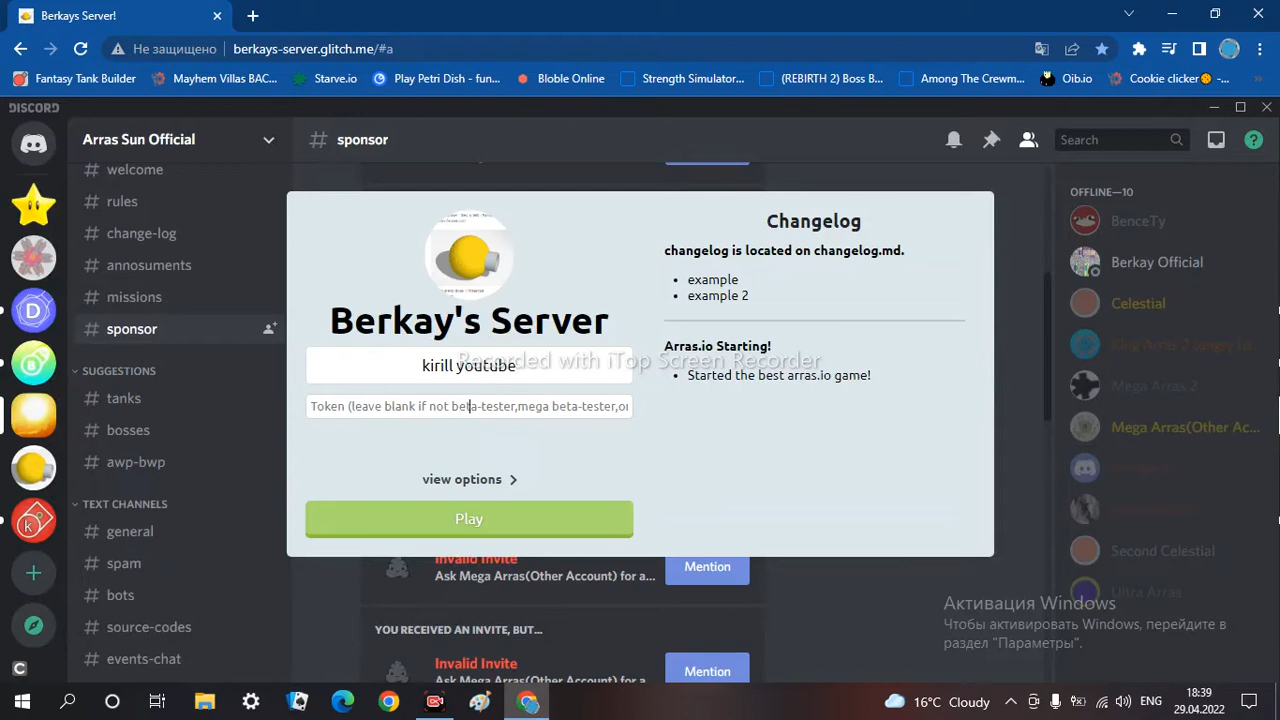 Berkays Server!
Не защищено
berkays-server.glitch.me/#a
Fantasy Tank Builder
Mayhem Villas BAC...
Starve.io
Play Petri Dish - fun...
Bloble Online
Strength Simulator...
(REBIRTH 2) Boss B...
Among The Crewm...
Oib.io
Cookie clicker -...
DISCORD
Arras Sun Official
sponsor
Search
welcome
rules
change-log
annosuments
missions
sponsor
SUGGESTIONS
tanks
bosses
awp-bwp
TEXT CHANNELS
general
spam
bots
source-codes
events-chat
Berkay's Server
kirill youtube
Token (leave blank if not beta-tester,mega beta-tester,or
view options
Play
Changelog
changelog is located on changelog.md.
example
example 2
Arras.io Starting!
Started the best arras.io game!
Recorded with iTop Screen Recorder
Invalid Invite
Ask Mega Arras(Other Account) for a...
Mention
YOU RECEIVED AN INVITE, BUT...
Invalid Invite
Ask Mega Arras(Other Account) for a...
Mention
OFFLINE—10
BenceTy
Berkay Official
Celestial
Mega Arras 2
Mega Arras(Other Ac...
Second Celestial
Ultra Arras
Активация Windows
Чтобы активировать Windows, перейдите в
раздел "Параметры".
16°C Cloudy
ENG
18:39
29.04.2022